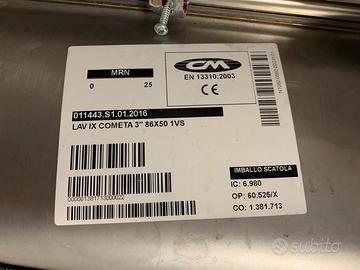 MRN
0 25
CM
EN 13310:2003
CE
011443.S1.01.2016
LAV IX COMETA 3" 86X50 1VS
IMBALLO SCATOLA
IC: 6.980
OP: 60.525/X
CO: 1.381.713
0000013817130000022
subito